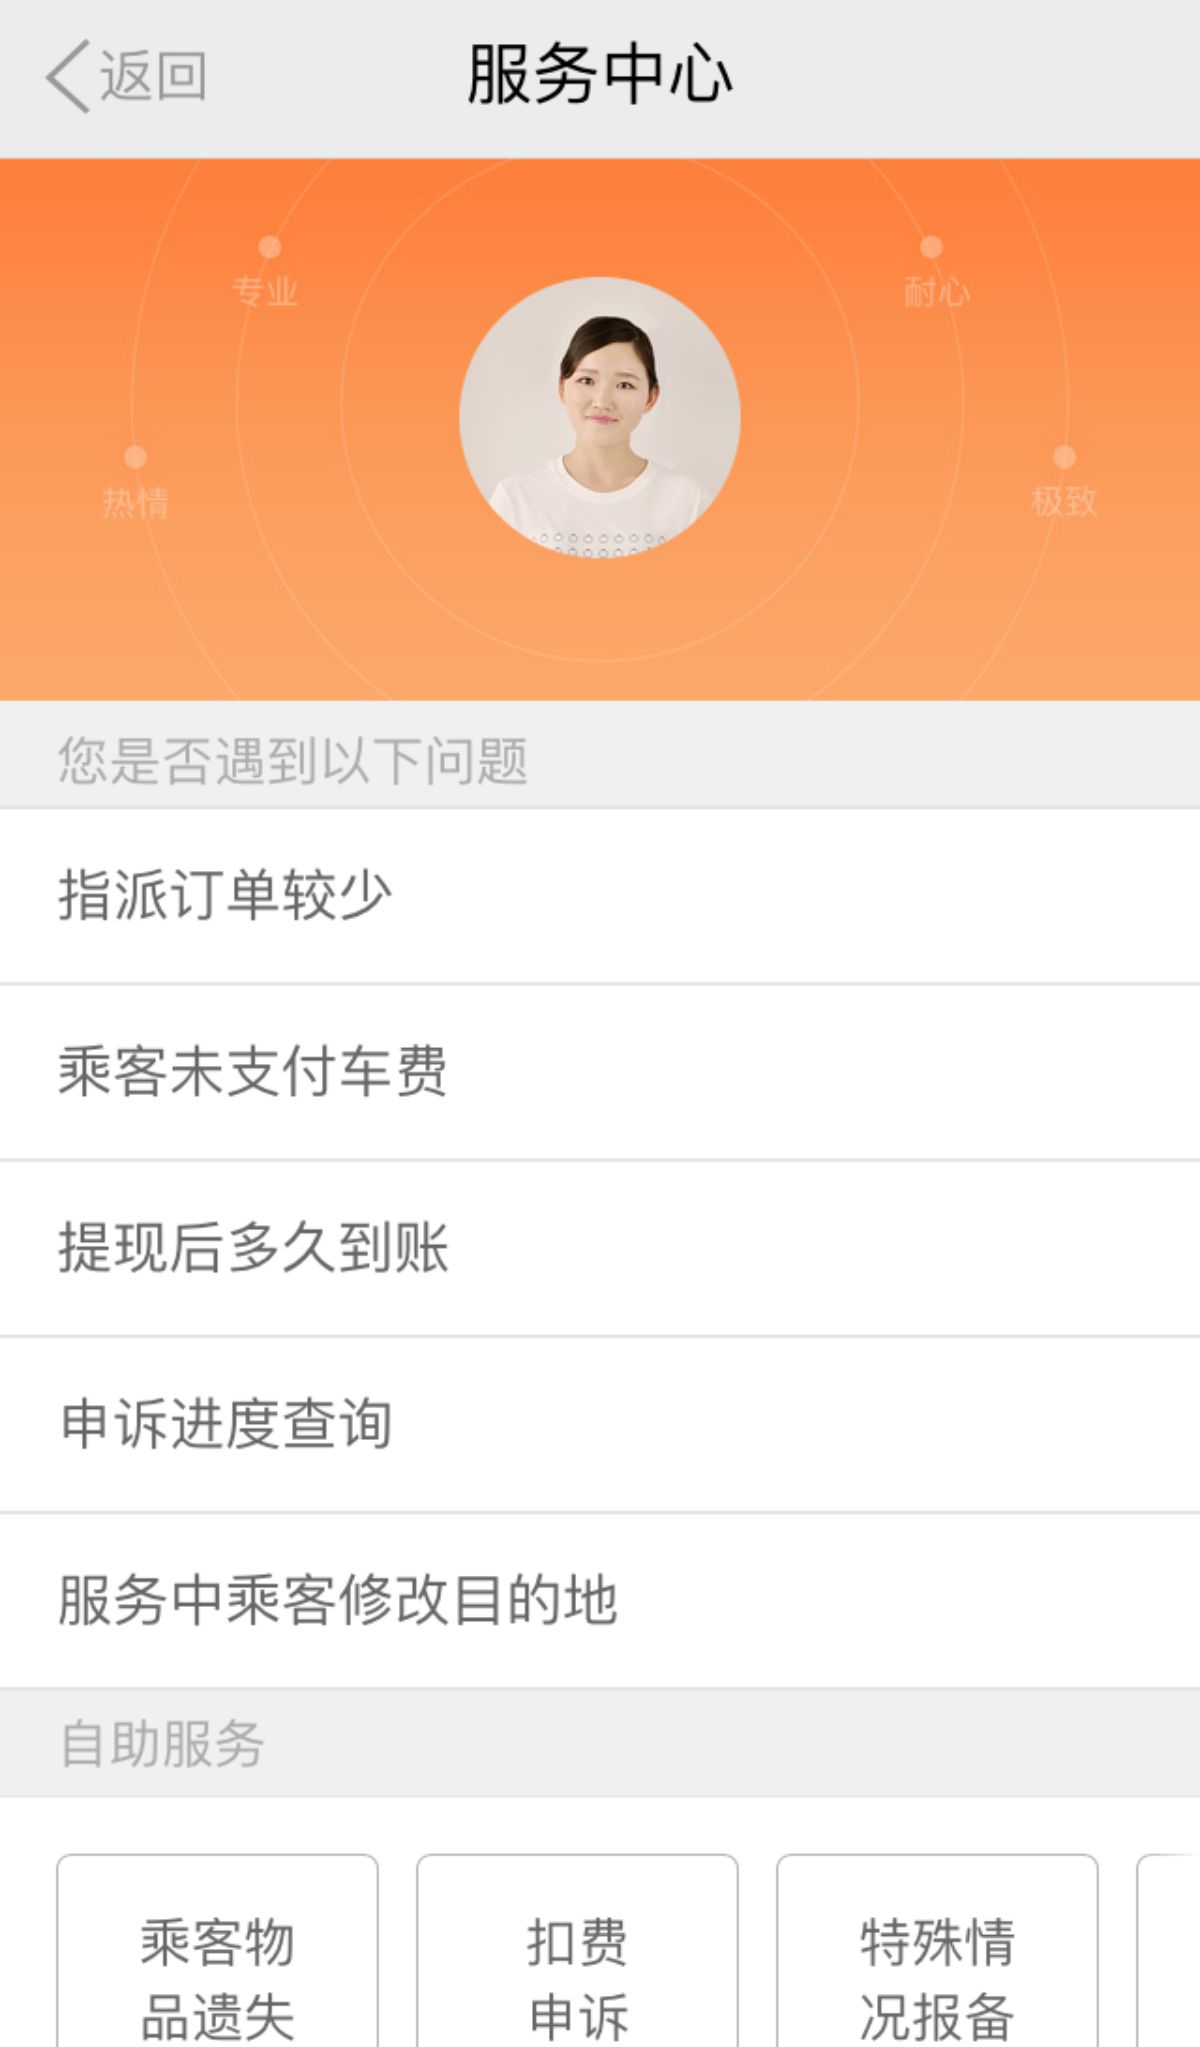 返回
服务中心
专业
耐心
热情
极致
您是否遇到以下问题
指派订单较少
乘客未支付车费
提现后多久到账
申诉进度查询
服务中乘客修改目的地
自助服务
乘客物
品遗失
扣费
申诉
特殊情
况报备